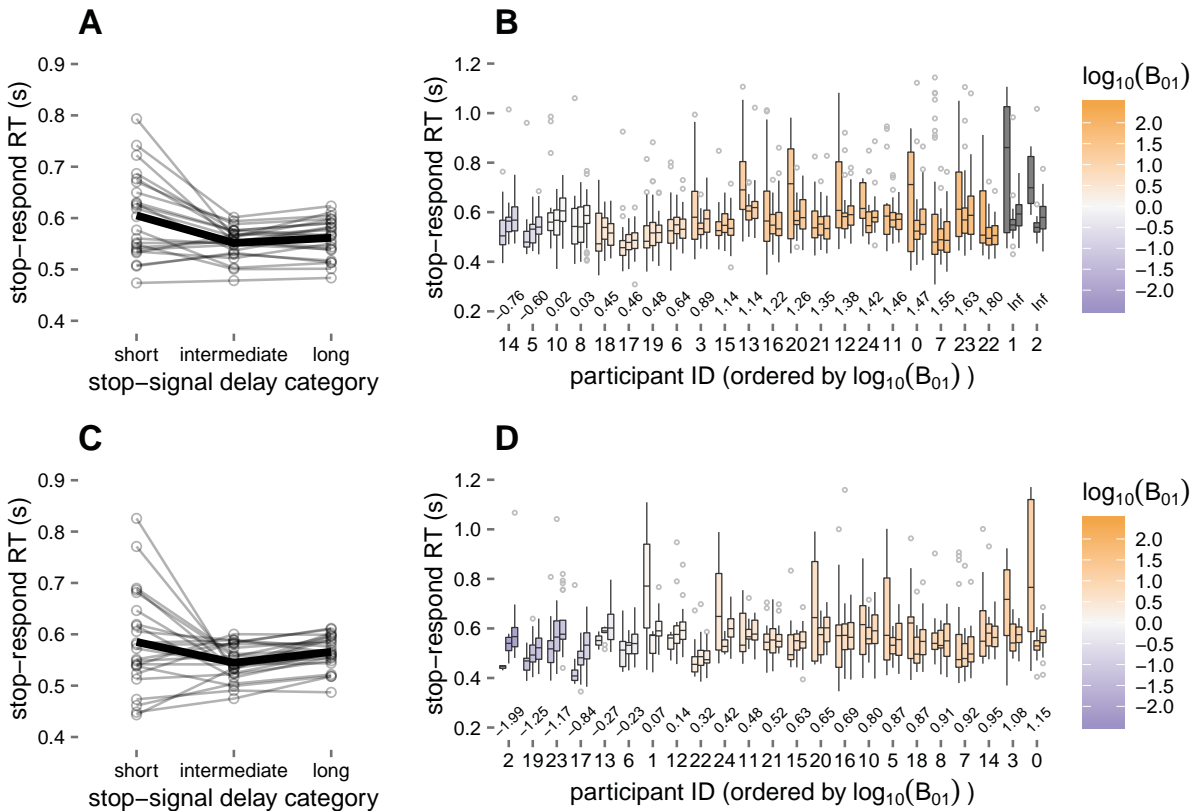 A
0.9
0.8
0.7
0.6
0.5
0.4
stop−respond RT (s)
short intermediate long
stop−signal delay category
B
1.2
1.0
0.8
0.6
0.4
0.2
stop−respond RT (s)
−0.76 −0.60 0.02 0.03 0.45 0.46 0.48 0.64 0.89 1.14 1.14 1.22 1.26 1.35 1.38 1.42 1.46 1.47 1.55 1.63 1.80 Inf Inf
14 5 10 8 18 17 19 6 3 15 13 16 20 21 12 24 11 0 7 23 22 1 2
participant ID (ordered by log10(B01) )
log10(B01)
2.0
1.5
1.0
0.5
0.0
−0.5
−1.0
−1.5
−2.0
C
0.9
0.8
0.7
0.6
0.5
0.4
stop−respond RT (s)
short intermediate long
stop−signal delay category
D
1.2
1.0
0.8
0.6
0.4
0.2
stop−respond RT (s)
−1.99 −1.25 −1.17 −0.84 −0.27 −0.23 0.07 0.14 0.32 0.42 0.48 0.52 0.63 0.65 0.69 0.80 0.87 0.87 0.91 0.92 0.95 1.08 1.15
2 19 23 17 13 6 1 12 22 24 11 21 15 20 16 10 5 18 8 7 14 3 0
participant ID (ordered by log10(B01) )
log10(B01)
2.0
1.5
1.0
0.5
0.0
−0.5
−1.0
−1.5
−2.0